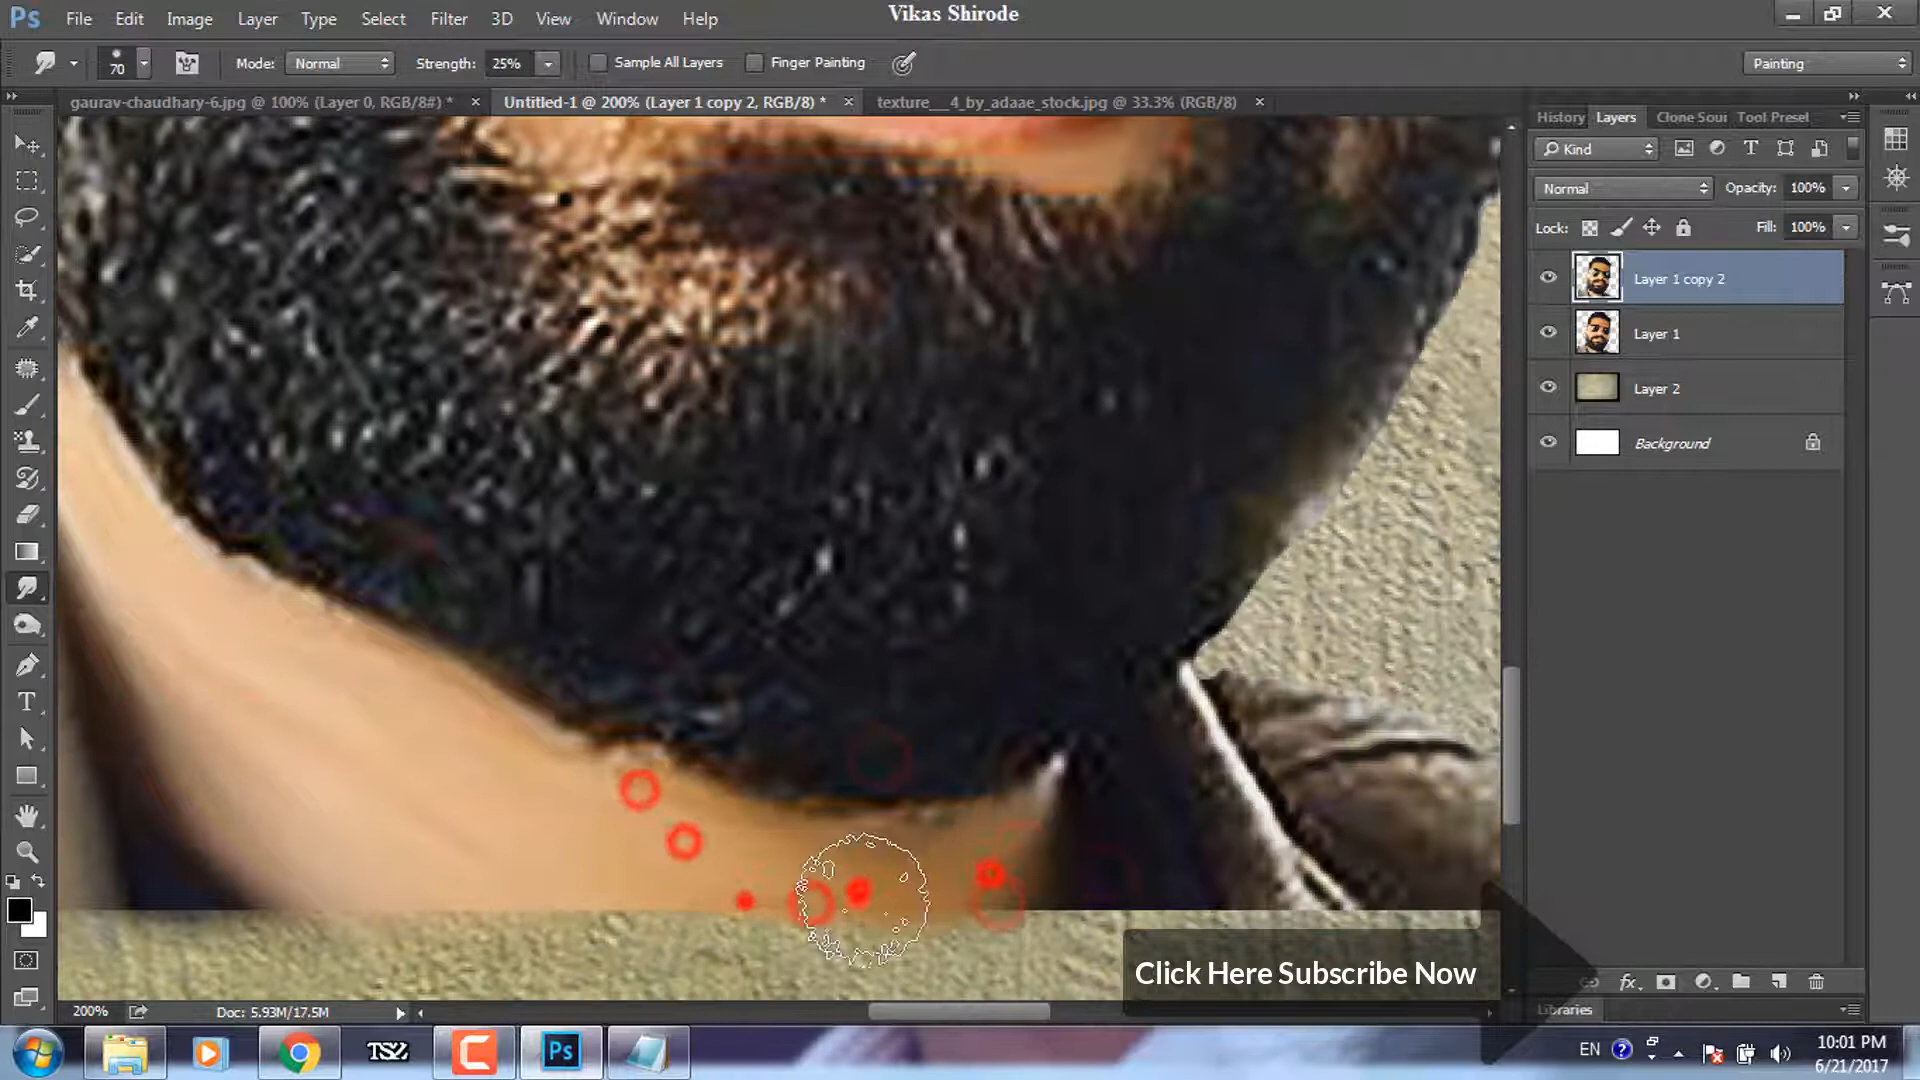 Ps File Edit Image Layer Type Select Filter 3D View Window Help
Vikas Shirode
70 Mode: Normal Strength: 25% Sample All Layers Finger Painting Painting
gaurav-chaudhary-6.jpg @ 100% (Layer 0, RGB/8#) * × Untitled-1 @ 200% (Layer 1 copy 2, RGB/8) * × texture__4_by_adaae_stock.jpg @ 33.3% (RGB/8) ×
History Layers Clone Sour Tool Preset
Kind
Normal Opacity: 100%
Lock: Fill: 100%
Layer 1 copy 2
Layer 1
Layer 2
Background
Click Here Subscribe Now
fx
200% Doc: 5.93M/17.5M
Libraries
Ps
EN
10:01 PM
6/21/2017